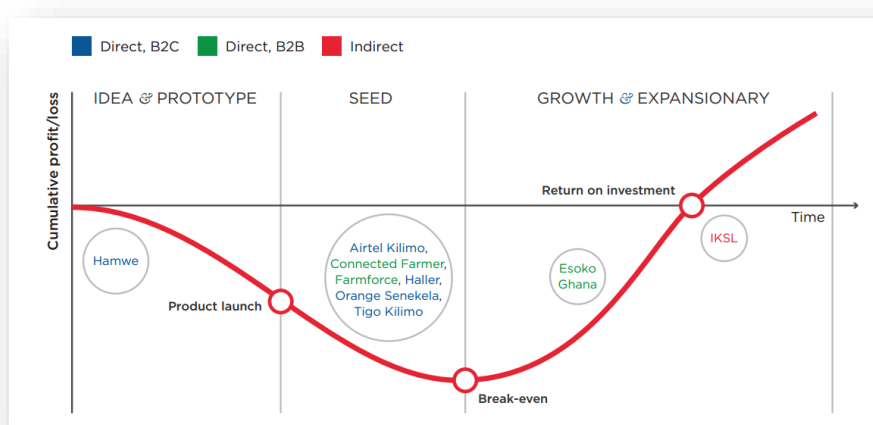 Direct, B2C
Direct, B2B
Indirect
IDEA & PROTOTYPE
SEED
GROWTH & EXPANSIONARY
Cumulative profit/loss
Return on investment
Time
Hamwe
Airtel Kilimo,
Connected Farmer,
Farmforce, Haller,
Orange Senekela,
Tigo Kilimo
IKSL
Esoko
Ghana
Product launch
Break-even